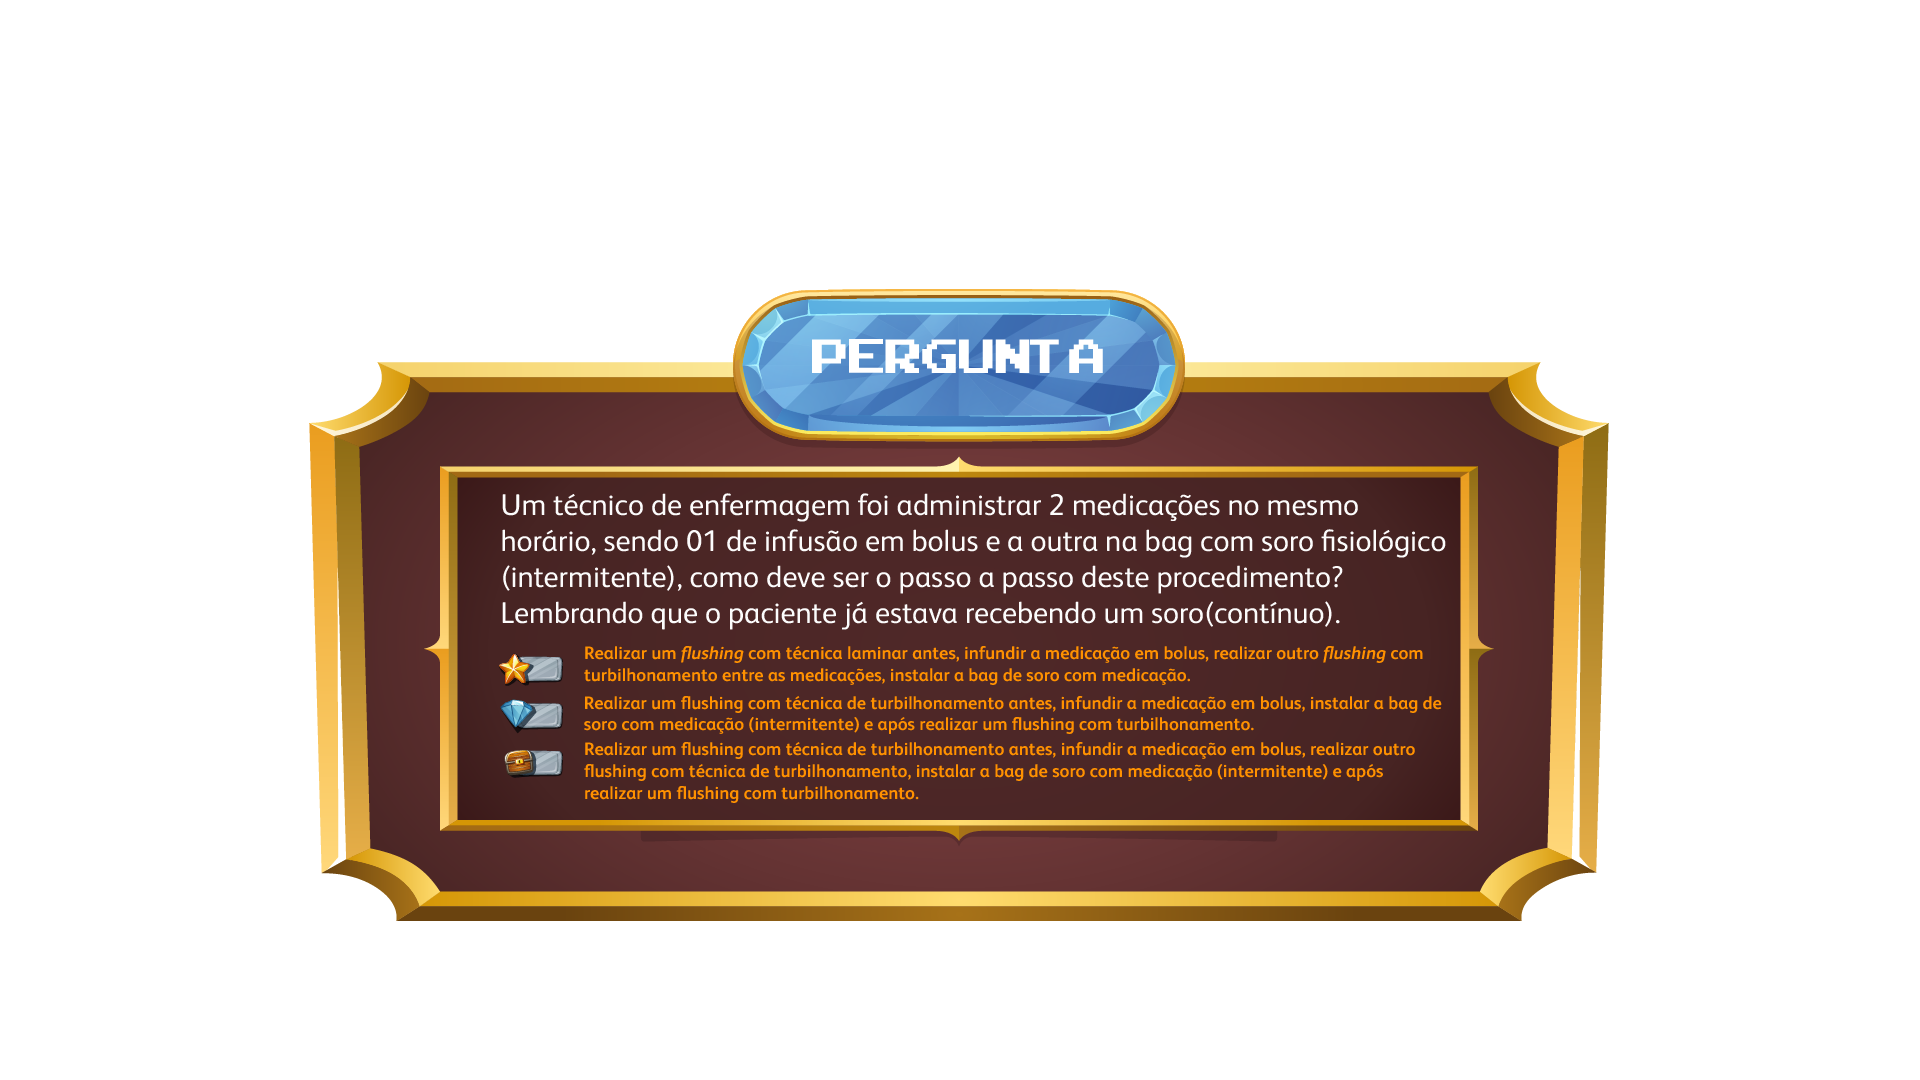 PERGUNTA
Um técnico de enfermagem foi administrar 2 medicações no mesmo
horário, sendo 01 de infusão em bolus e a outra na bag com soro fisiológico
(intermitente), como deve ser o passo a passo deste procedimento?
Lembrando que o paciente já estava recebendo um soro(contínuo).
Realizar um flushing com técnica laminar antes, infundir a medicação em bolus, realizar outro flushing com
turbilhonamento entre as medicações, instalar a bag de soro com medicação.
Realizar um flushing com técnica de turbilhonamento antes, infundir a medicação em bolus, instalar a bag de
soro com medicação (intermitente) e após realizar um flushing com turbilhonamento.
Realizar um flushing com técnica de turbilhonamento antes, infundir a medicação em bolus, realizar outro
flushing com técnica de turbilhonamento, instalar a bag de soro com medicação (intermitente) e após
realizar um flushing com turbilhonamento.